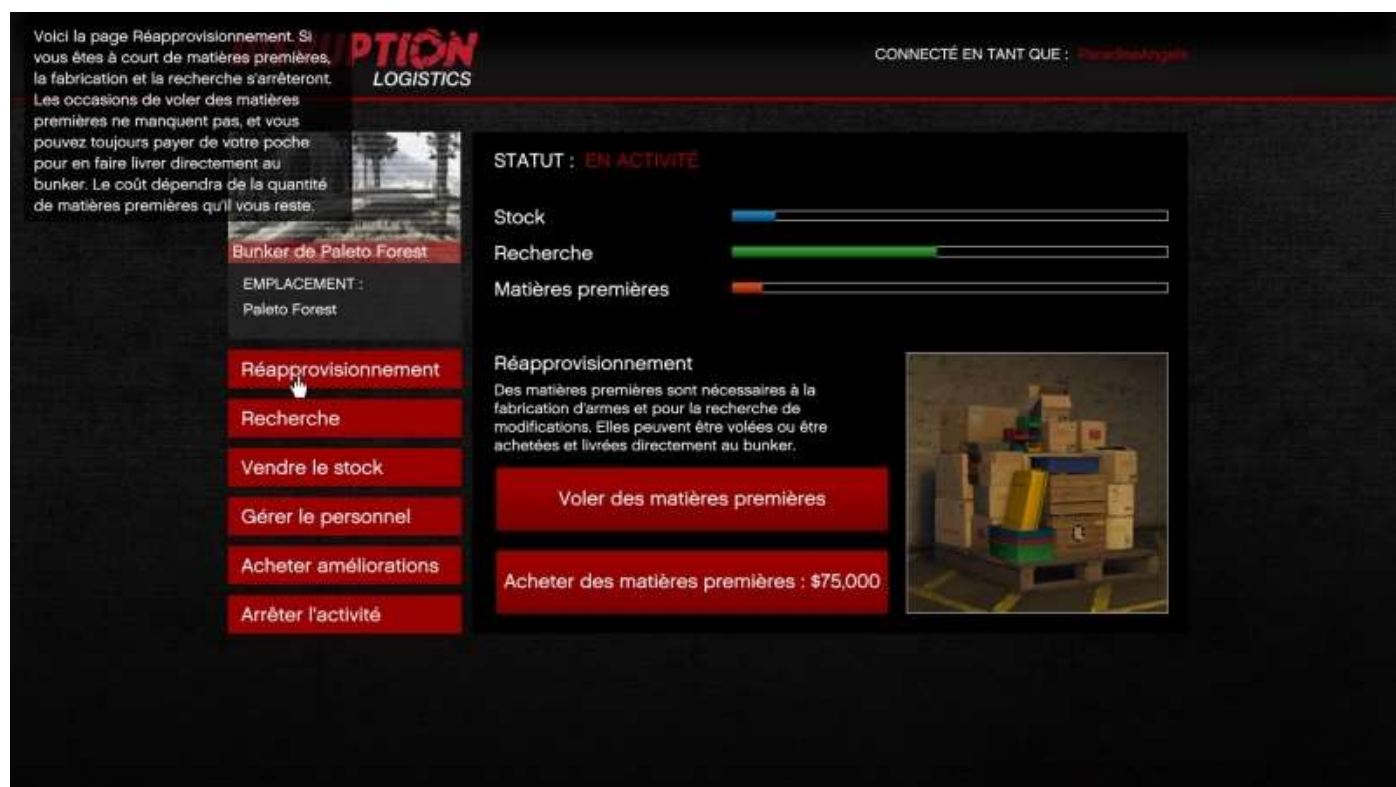 Voici la page Réapprovisionnement. Si
vous êtes à court de matières premières,
la fabrication et la recherche s'arrêteront.
Les occasions de voler des matières
premières ne manquent pas, et vous
pouvez toujours payer de votre poche
pour en faire livrer directement au
bunker. Le coût dépendra de la quantité
de matières premières qu'il vous reste.
PTION
LOGISTICS
CONNECTÉ EN TANT QUE : ParadiseAngels
Bunker de Paleto Forest
EMPLACEMENT :
Paleto Forest
Réapprovisionnement
Recherche
Vendre le stock
Gérer le personnel
Acheter améliorations
Arrêter l'activité
STATUT : EN ACTIVITÉ
Stock
Recherche
Matières premières
Réapprovisionnement
Des matières premières sont nécessaires à la
fabrication d'armes et pour la recherche de
modifications. Elles peuvent être volées ou être
achetées et livrées directement au bunker.
Voler des matières premières
Acheter des matières premières : $75,000